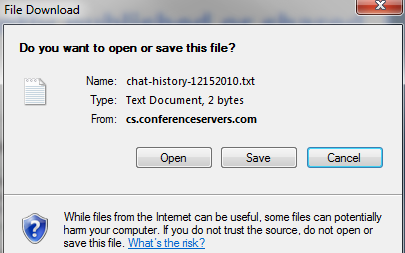 File Download
Do you want to open or save this file?
Name: chat-history-12152010.txt
Type: Text Document, 2 bytes
From: cs.conferenceservers.com
Open Save Cancel
While files from the Internet can be useful, some files can potentially
harm your computer. If you do not trust the source, do not open or
save this file. What's the risk?